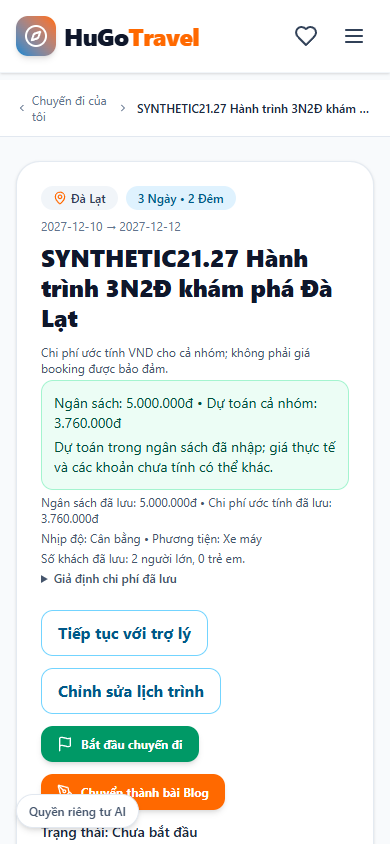 HuGoTravel
Chuyến đi của
tôi
SYNTHETIC21.27 Hành trình 3N2Đ khám ...
Đà Lạt
3 Ngày • 2 Đêm
2027-12-10 → 2027-12-12
SYNTHETIC21.27 Hành
trình 3N2Đ khám phá Đà
Lạt
Chi phí ước tính VND cho cả nhóm; không phải giá
booking được bảo đảm.
Ngân sách: 5.000.000đ • Dự toán cả nhóm:
3.760.000đ
Dự toán trong ngân sách đã nhập; giá thực tế
và các khoản chưa tính có thể khác.
Ngân sách đã lưu: 5.000.000đ • Chi phí ước tính đã lưu:
3.760.000đ
Nhịp độ: Cân bằng • Phương tiện: Xe máy
Số khách đã lưu: 2 người lớn, 0 trẻ em.
Giả định chi phí đã lưu
Tiếp tục với trợ lý
Chỉnh sửa lịch trình
Bắt đầu chuyến đi
Chuyển thành bài Blog
Quyền riêng tư AI
Trạng thái: Chưa bắt đầu